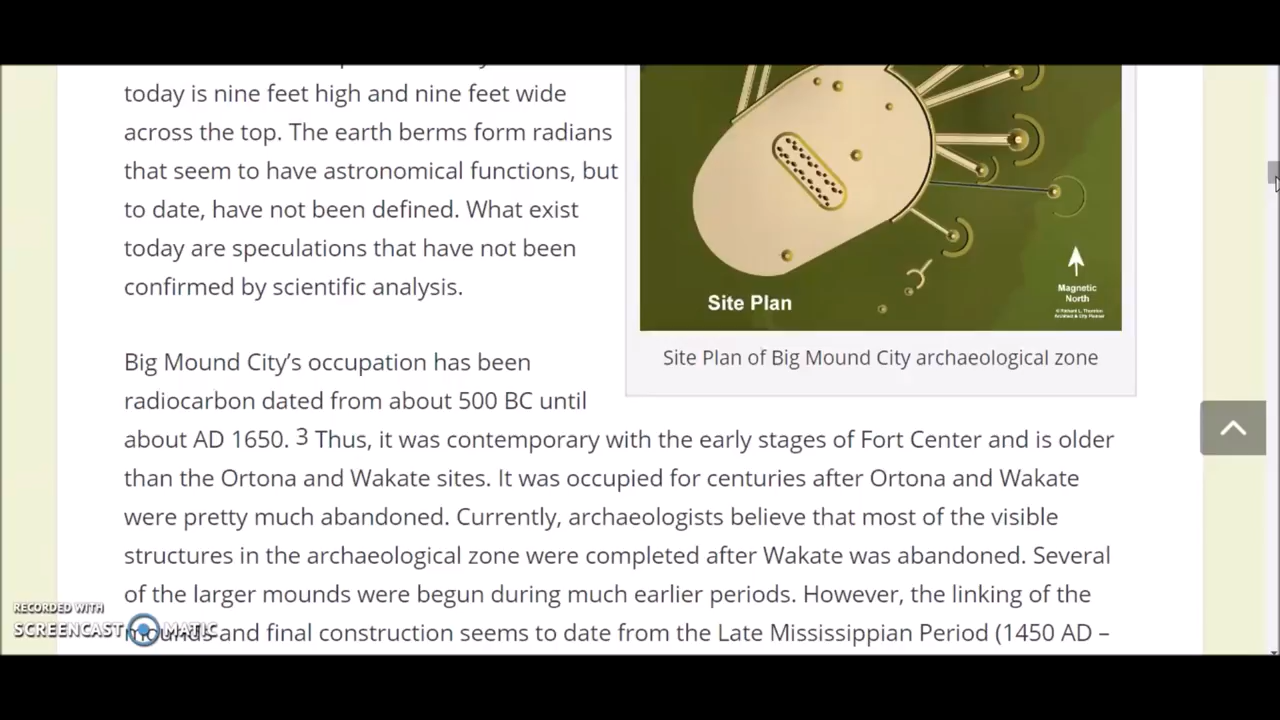 today is nine feet high and nine feet wide
across the top. The earth berms form radians
that seem to have astronomical functions, but
to date, have not been defined. What exist
today are speculations that have not been
confirmed by scientific analysis.
Site Plan
Magnetic
North
Site Plan of Big Mound City archaeological zone
Big Mound City’s occupation has been
radiocarbon dated from about 500 BC until
about AD 1650. 3 Thus, it was contemporary with the early stages of Fort Center and is older
than the Ortona and Wakate sites. It was occupied for centuries after Ortona and Wakate
were pretty much abandoned. Currently, archaeologists believe that most of the visible
structures in the archaeological zone were completed after Wakate was abandoned. Several
of the larger mounds were begun during much earlier periods. However, the linking of the
mounds and final construction seems to date from the Late Mississippian Period (1450 AD –
RECORDED WITH
SCREENCAST MATIC